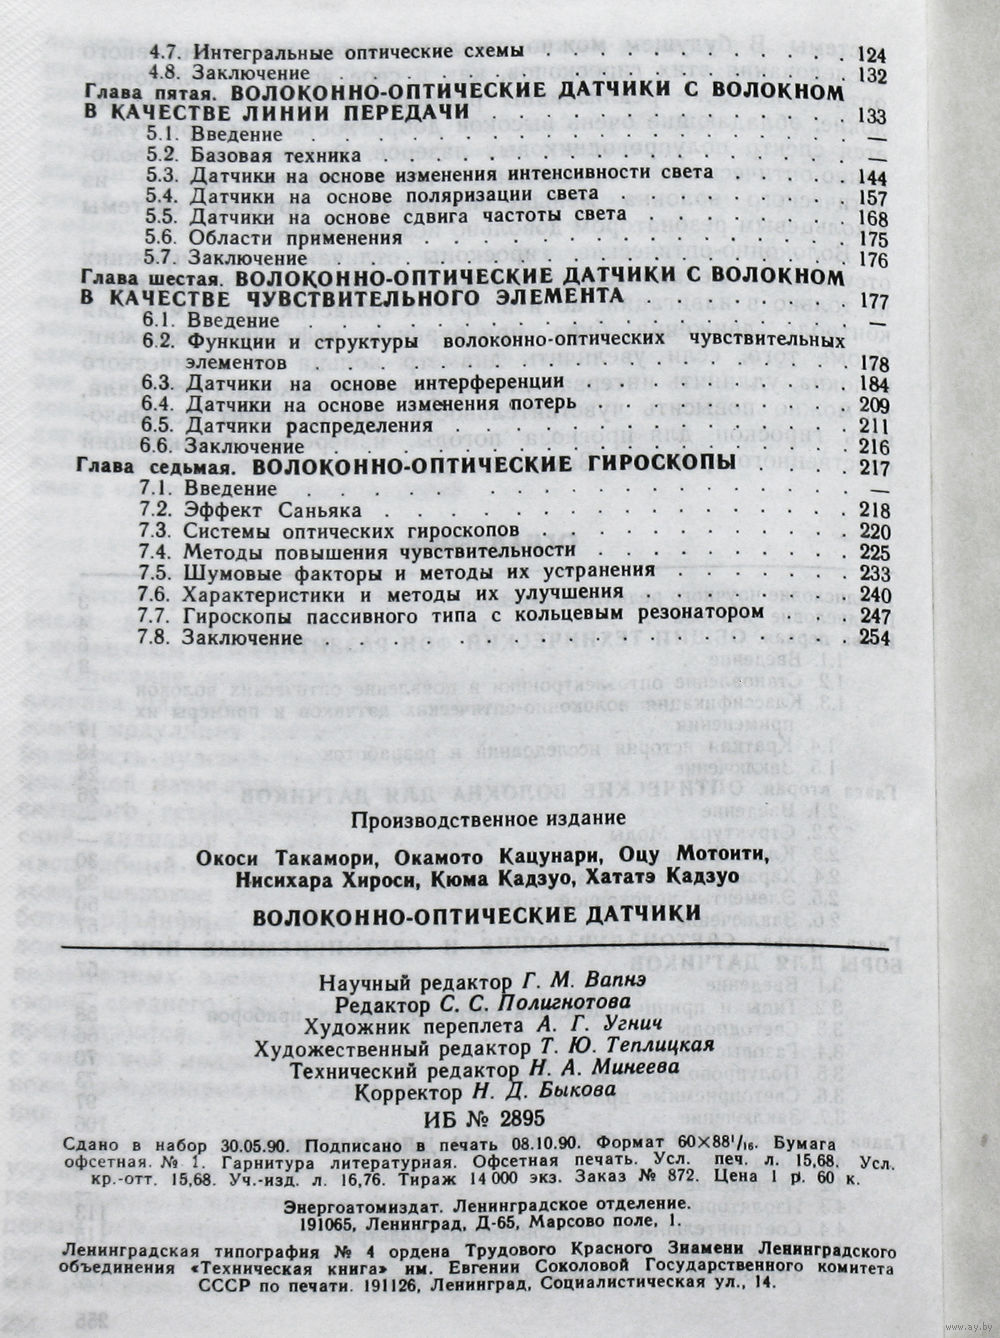 4.7. Интегральные оптические схемы . . . . . . . 124
4.8. Заключение . . . . . . . . . . . . . . 132
Глава пятая. ВОЛОКОННО-ОПТИЧЕСКИЕ ДАТЧИКИ С ВОЛОКНОМ
В КАЧЕСТВЕ ЛИНИИ ПЕРЕДАЧИ . . . . . . . . . . 133
5.1. Введение . . . . . . . . . . . . . . . —
5.2. Базовая техника . . . . . . . . . . . . . —
5.3. Датчики на основе изменения интенсивности света . . . . 144
5.4. Датчики на основе поляризации света . . . . . . . 157
5.5. Датчики на основе сдвига частоты света . . . . . . 168
5.6. Области применения . . . . . . . . . . . . 175
5.7. Заключение . . . . . . . . . . . . . . 176
Глава шестая. ВОЛОКОННО-ОПТИЧЕСКИЕ ДАТЧИКИ С ВОЛОКНОМ
В КАЧЕСТВЕ ЧУВСТВИТЕЛЬНОГО ЭЛЕМЕНТА . . . . . . 177
6.1. Введение . . . . . . . . . . . . . . . —
6.2. Функции и структуры волоконно-оптических чувствительных
элементов . . . . . . . . . . . . . . 178
6.3. Датчики на основе интерференции . . . . . . . . 184
6.4. Датчики на основе изменения потерь . . . . . . . 209
6.5. Датчики распределения . . . . . . . . . . . 211
6.6. Заключение . . . . . . . . . . . . . . 216
Глава седьмая. ВОЛОКОННО-ОПТИЧЕСКИЕ ГИРОСКОПЫ . . . 217
7.1. Введение . . . . . . . . . . . . . . . —
7.2. Эффект Саньяка . . . . . . . . . . . . . 218
7.3. Системы оптических гироскопов . . . . . . . . . 220
7.4. Методы повышения чувствительности . . . . . . . 225
7.5. Шумовые факторы и методы их устранения . . . . . . 233
7.6. Характеристики и методы их улучшения . . . . . . 240
7.7. Гироскопы пассивного типа с кольцевым резонатором . . 247
7.8. Заключение . . . . . . . . . . . . . . 254
Производственное издание
Окоси Такамори, Окамото Кацунари, Оцу Мотоити,
Нисихара Хироси, Кюма Кадзуо, Хататэ Кадзуо
ВОЛОКОННО-ОПТИЧЕСКИЕ ДАТЧИКИ
Научный редактор Г. М. Вапнэ
Редактор С. С. Полигнотова
Художник переплета А. Г. Угнич
Художественный редактор Т. Ю. Теплицкая
Технический редактор Н. А. Минеева
Корректор Н. Д. Быкова
ИБ № 2895
Сдано в набор 30.05.90. Подписано в печать 08.10.90. Формат 60×88 1/16. Бумага
офсетная. № 1. Гарнитура литературная. Офсетная печать. Усл. печ. л. 15,68. Усл.
кр.-отт. 15,68. Уч.-изд. л. 16,76. Тираж 14 000 экз. Заказ № 872. Цена 1 р. 60 к.
Энергоатомиздат. Ленинградское отделение.
191065, Ленинград, Д-65, Марсово поле, 1.
Ленинградская типография № 4 ордена Трудового Красного Знамени Ленинградского
объединения «Техническая книга» им. Евгении Соколовой Государственного комитета
СССР по печати. 191126, Ленинград, Социалистическая ул., 14.
www.ay.by